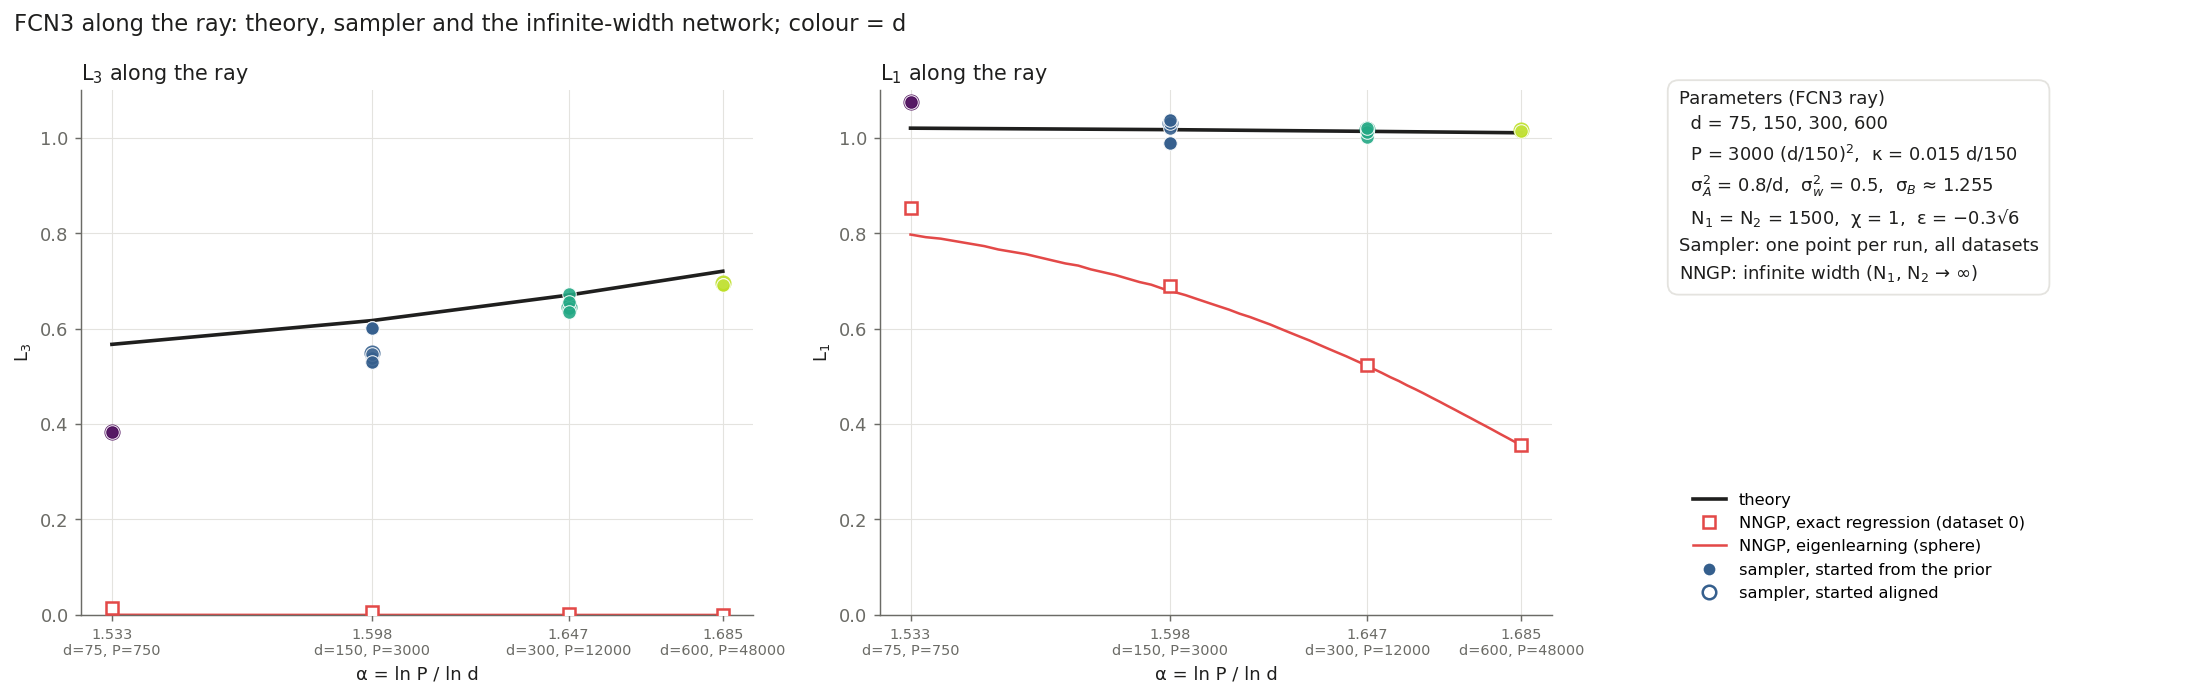 FCN3 along the ray: theory, sampler and the infinite-width network; colour = d
L₃ along the ray
L₃
1.0
0.8
0.6
0.4
0.2
0.0
1.533
d=75, P=750
1.598
d=150, P=3000
1.647
d=300, P=12000
1.685
d=600, P=48000
α = ln P / ln d
L₁ along the ray
L₁
1.0
0.8
0.6
0.4
0.2
0.0
1.533
d=75, P=750
1.598
d=150, P=3000
1.647
d=300, P=12000
1.685
d=600, P=48000
α = ln P / ln d
Parameters (FCN3 ray)
d = 75, 150, 300, 600
P = 3000 (d/150)², κ = 0.015 d/150
σ_A² = 0.8/d, σ_w² = 0.5, σ_B ≈ 1.255
N₁ = N₂ = 1500, χ = 1, ε = −0.3√6
Sampler: one point per run, all datasets
NNGP: infinite width (N₁, N₂ → ∞)
theory
NNGP, exact regression (dataset 0)
NNGP, eigenlearning (sphere)
sampler, started from the prior
sampler, started aligned